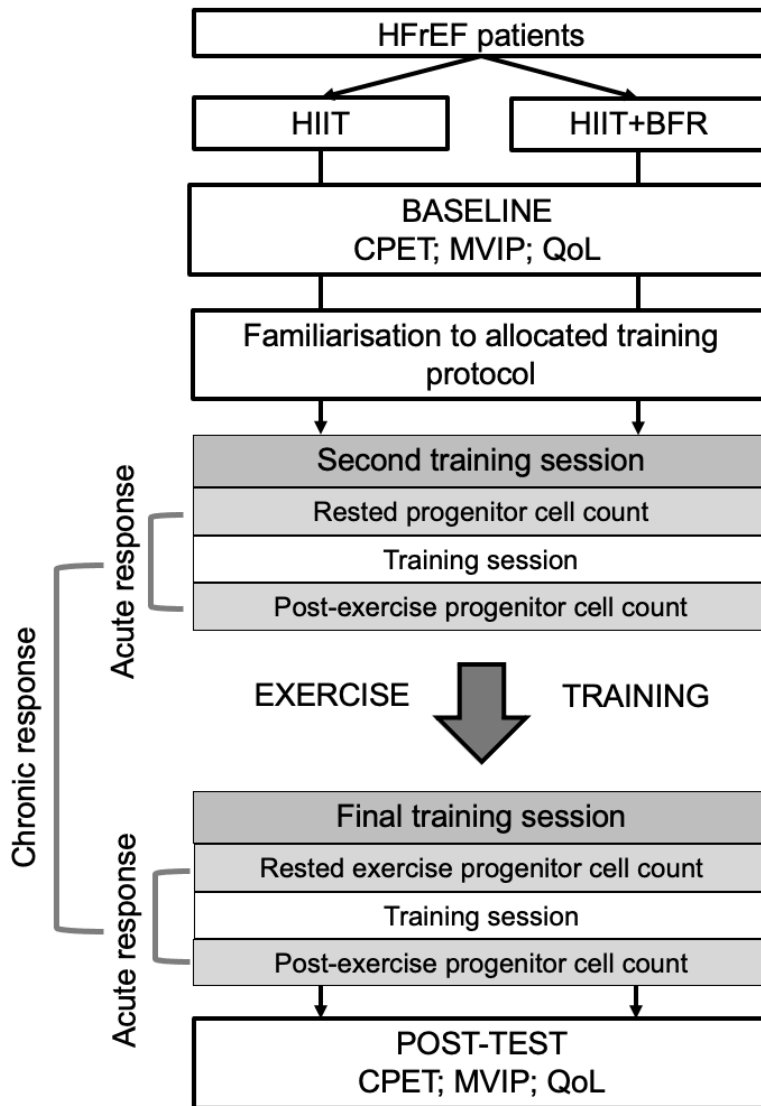 HFrEF patients
HIIT
HIIT+BFR
BASELINE
CPET; MVIP; QoL
Familiarisation to allocated training
protocol
Second training session
Rested progenitor cell count
Training session
Post-exercise progenitor cell count
Acute response
Chronic response
EXERCISE TRAINING
Final training session
Rested exercise progenitor cell count
Training session
Post-exercise progenitor cell count
Acute response
POST-TEST
CPET; MVIP; QoL